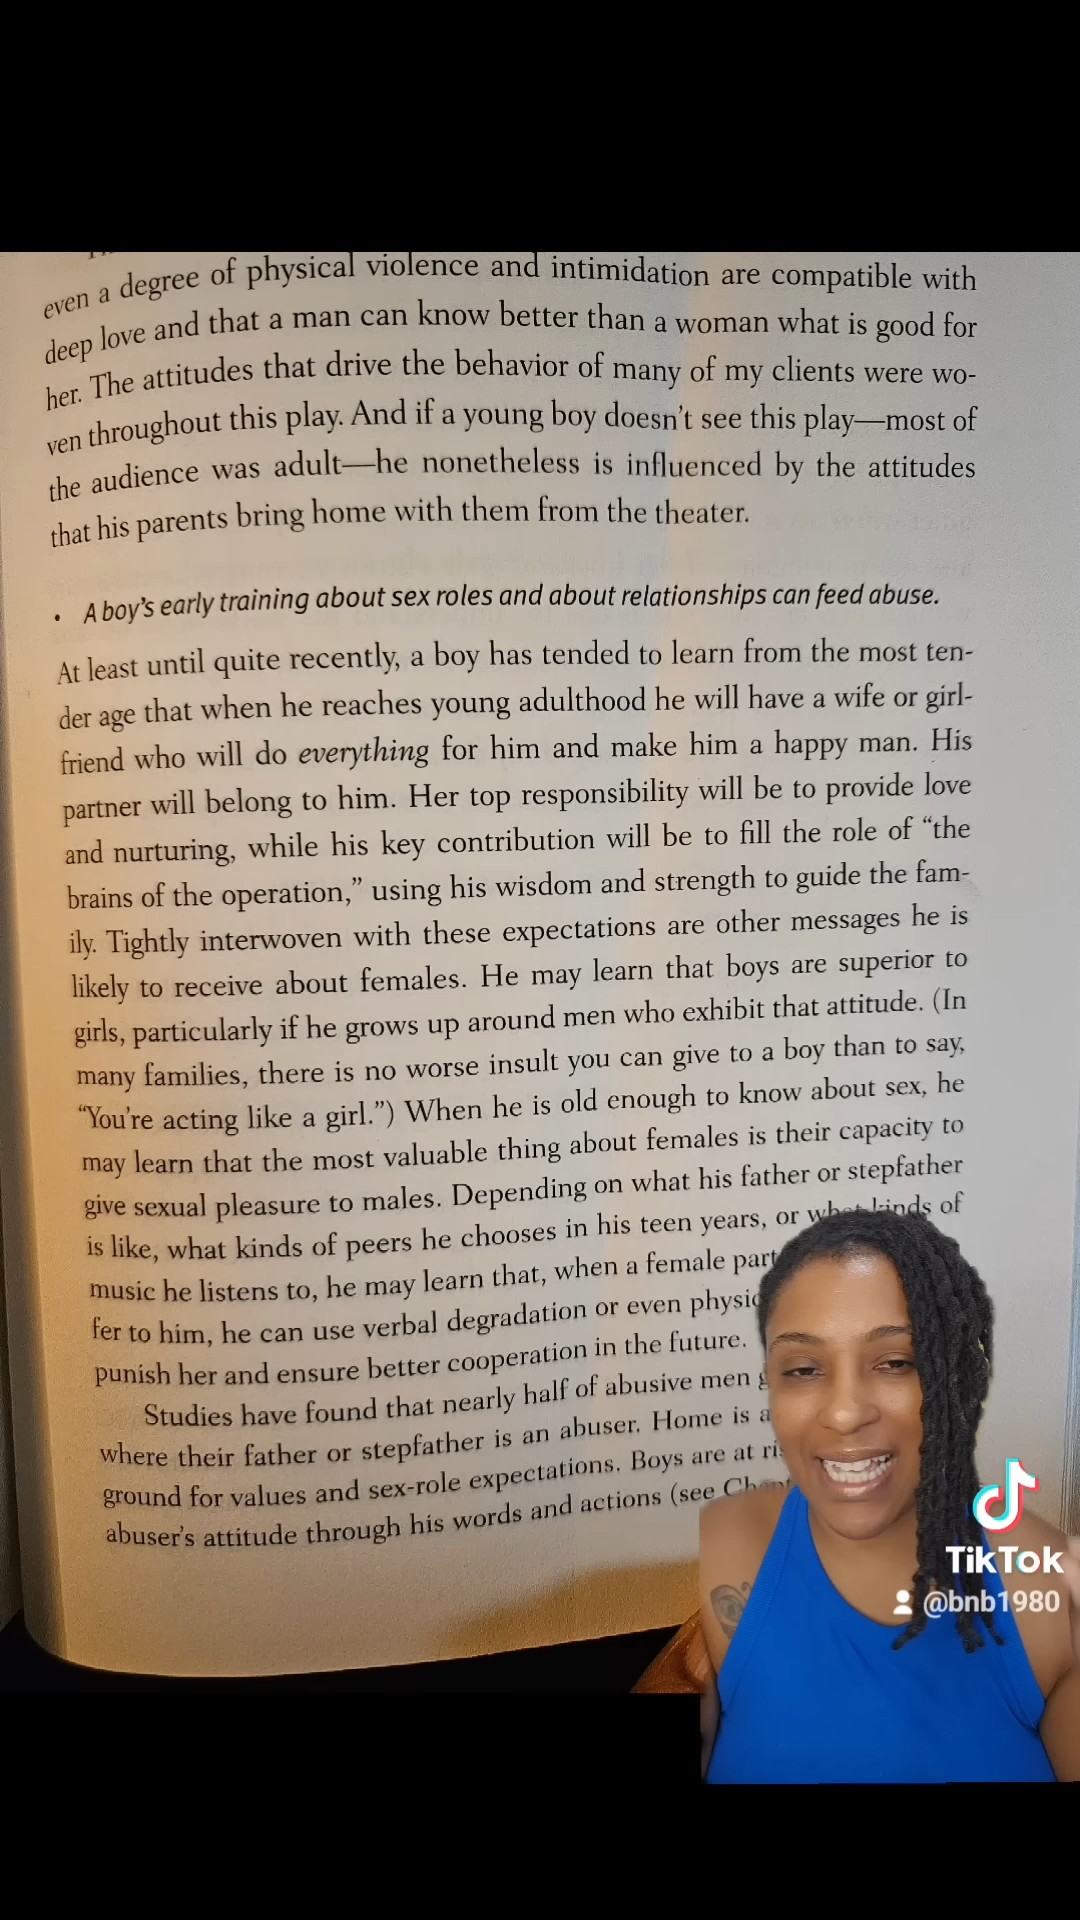 even a degree of physical violence and intimidation are compatible with
deep love and that a man can know better than a woman what is good for
her. The attitudes that drive the behavior of many of my clients were wo-
ven throughout this play. And if a young boy doesn't see this play—most of
the audience was adult—he nonetheless is influenced by the attitudes
that his parents bring home with them from the theater.
• A boy's early training about sex roles and about relationships can feed abuse.
At least until quite recently, a boy has tended to learn from the most ten-
der age that when he reaches young adulthood he will have a wife or girl-
friend who will do everything for him and make him a happy man. His
partner will belong to him. Her top responsibility will be to provide love
and nurturing, while his key contribution will be to fill the role of “the
brains of the operation,” using his wisdom and strength to guide the fam-
ily. Tightly interwoven with these expectations are other messages he is
likely to receive about females. He may learn that boys are superior to
girls, particularly if he grows up around men who exhibit that attitude. (In
many families, there is no worse insult you can give to a boy than to say,
“You're acting like a girl.”) When he is old enough to know about sex, he
may learn that the most valuable thing about females is their capacity to
give sexual pleasure to males. Depending on what his father or stepfather
is like, what kinds of peers he chooses in his teen years, or what kinds of
music he listens to, he may learn that, when a female
fer to him, he can use verbal degradation or even
punish her and ensure better cooperation in the future.
Studies have found that nearly half of abusive men
where their father or stepfather is an abuser. Home is
ground for values and sex-role expectations. Boys are at
abuser's attitude through his words and actions (see
TikTok
@bnb1980